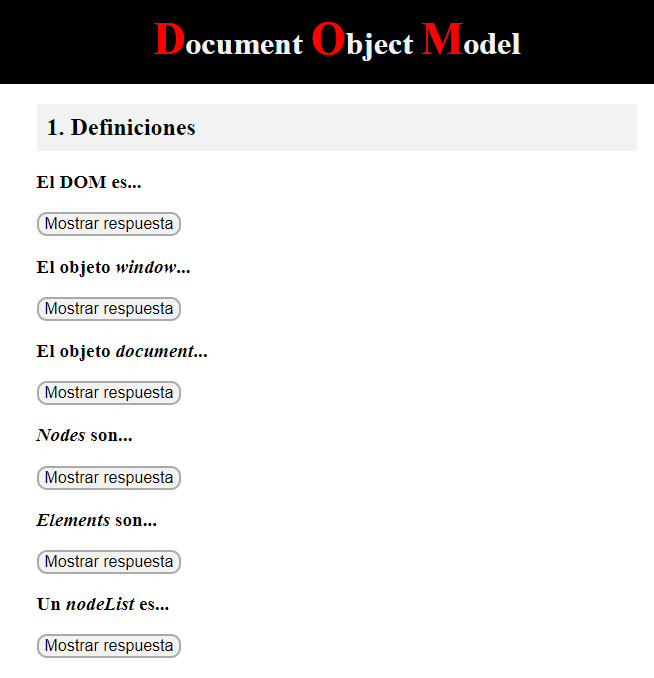 Document Object Model
1. Definiciones
El DOM es...
Mostrar respuesta
El objeto window...
Mostrar respuesta
El objeto document...
Mostrar respuesta
Nodes son...
Mostrar respuesta
Elements son...
Mostrar respuesta
Un nodeList es...
Mostrar respuesta